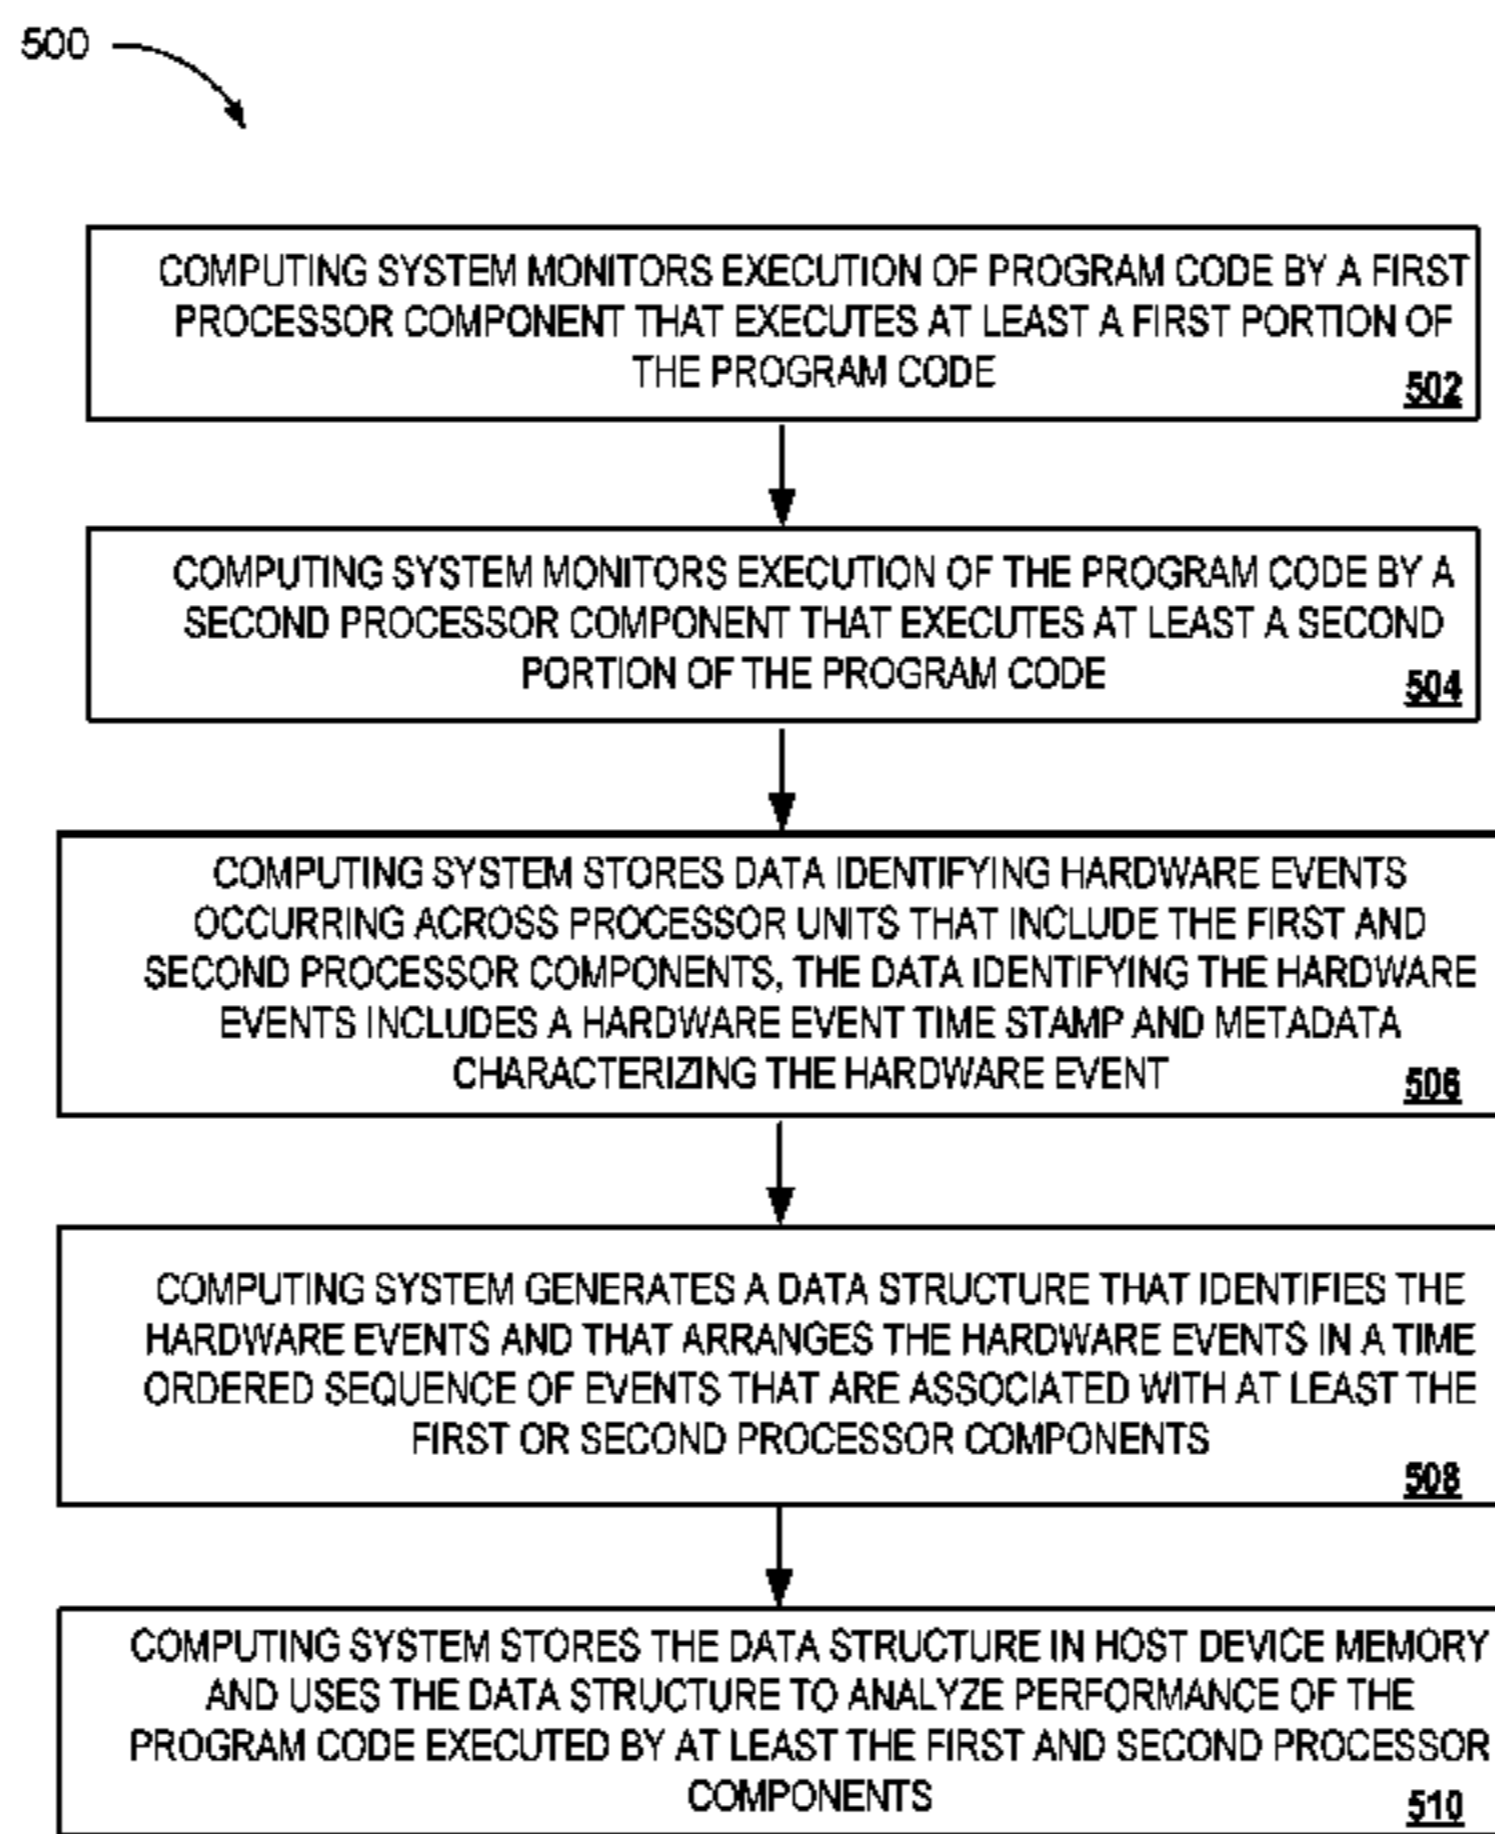 500
COMPUTING SYSTEM MONITORS EXECUTION OF PROGRAM CODE BY A FIRST
PROCESSOR COMPONENT THAT EXECUTES AT LEAST A FIRST PORTION OF
THE PROGRAM CODE
502
COMPUTING SYSTEM MONITORS EXECUTION OF THE PROGRAM CODE BY A
SECOND PROCESSOR COMPONENT THAT EXECUTES AT LEAST A SECOND
PORTION OF THE PROGRAM CODE
504
COMPUTING SYSTEM STORES DATA IDENTIFYING HARDWARE EVENTS
OCCURRING ACROSS PROCESSOR UNITS THAT INCLUDE THE FIRST AND
SECOND PROCESSOR COMPONENTS, THE DATA IDENTIFYING THE HARDWARE
EVENTS INCLUDES A HARDWARE EVENT TIME STAMP AND METADATA
CHARACTERIZING THE HARDWARE EVENT
506
COMPUTING SYSTEM GENERATES A DATA STRUCTURE THAT IDENTIFIES THE
HARDWARE EVENTS AND THAT ARRANGES THE HARDWARE EVENTS IN A TIME
ORDERED SEQUENCE OF EVENTS THAT ARE ASSOCIATED WITH AT LEAST THE
FIRST OR SECOND PROCESSOR COMPONENTS
508
COMPUTING SYSTEM STORES THE DATA STRUCTURE IN HOST DEVICE MEMORY
AND USES THE DATA STRUCTURE TO ANALYZE PERFORMANCE OF THE
PROGRAM CODE EXECUTED BY AT LEAST THE FIRST AND SECOND PROCESSOR
COMPONENTS
510